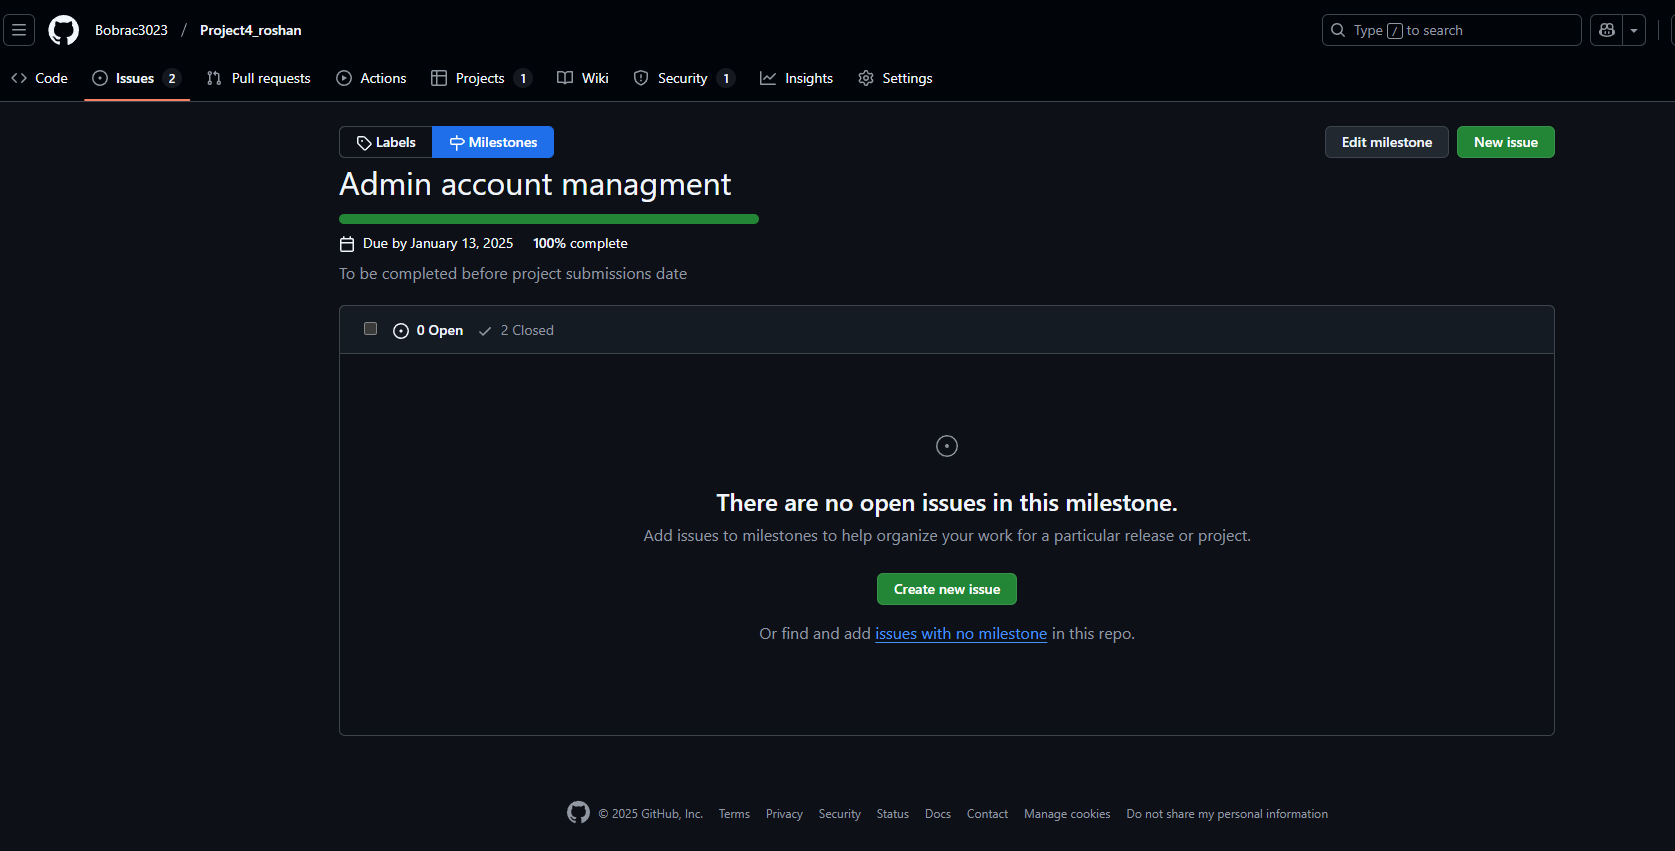 Bobrac3023 / Project4_roshan
Type / to search
Code Issues 2 Pull requests Actions Projects 1 Wiki Security 1 Insights Settings
Labels Milestones Edit milestone New issue
Admin account managment
Due by January 13, 2025 100% complete
To be completed before project submissions date
0 Open 2 Closed
There are no open issues in this milestone.
Add issues to milestones to help organize your work for a particular release or project.
Create new issue
Or find and add issues with no milestone in this repo.
© 2025 GitHub, Inc. Terms Privacy Security Status Docs Contact Manage cookies Do not share my personal information